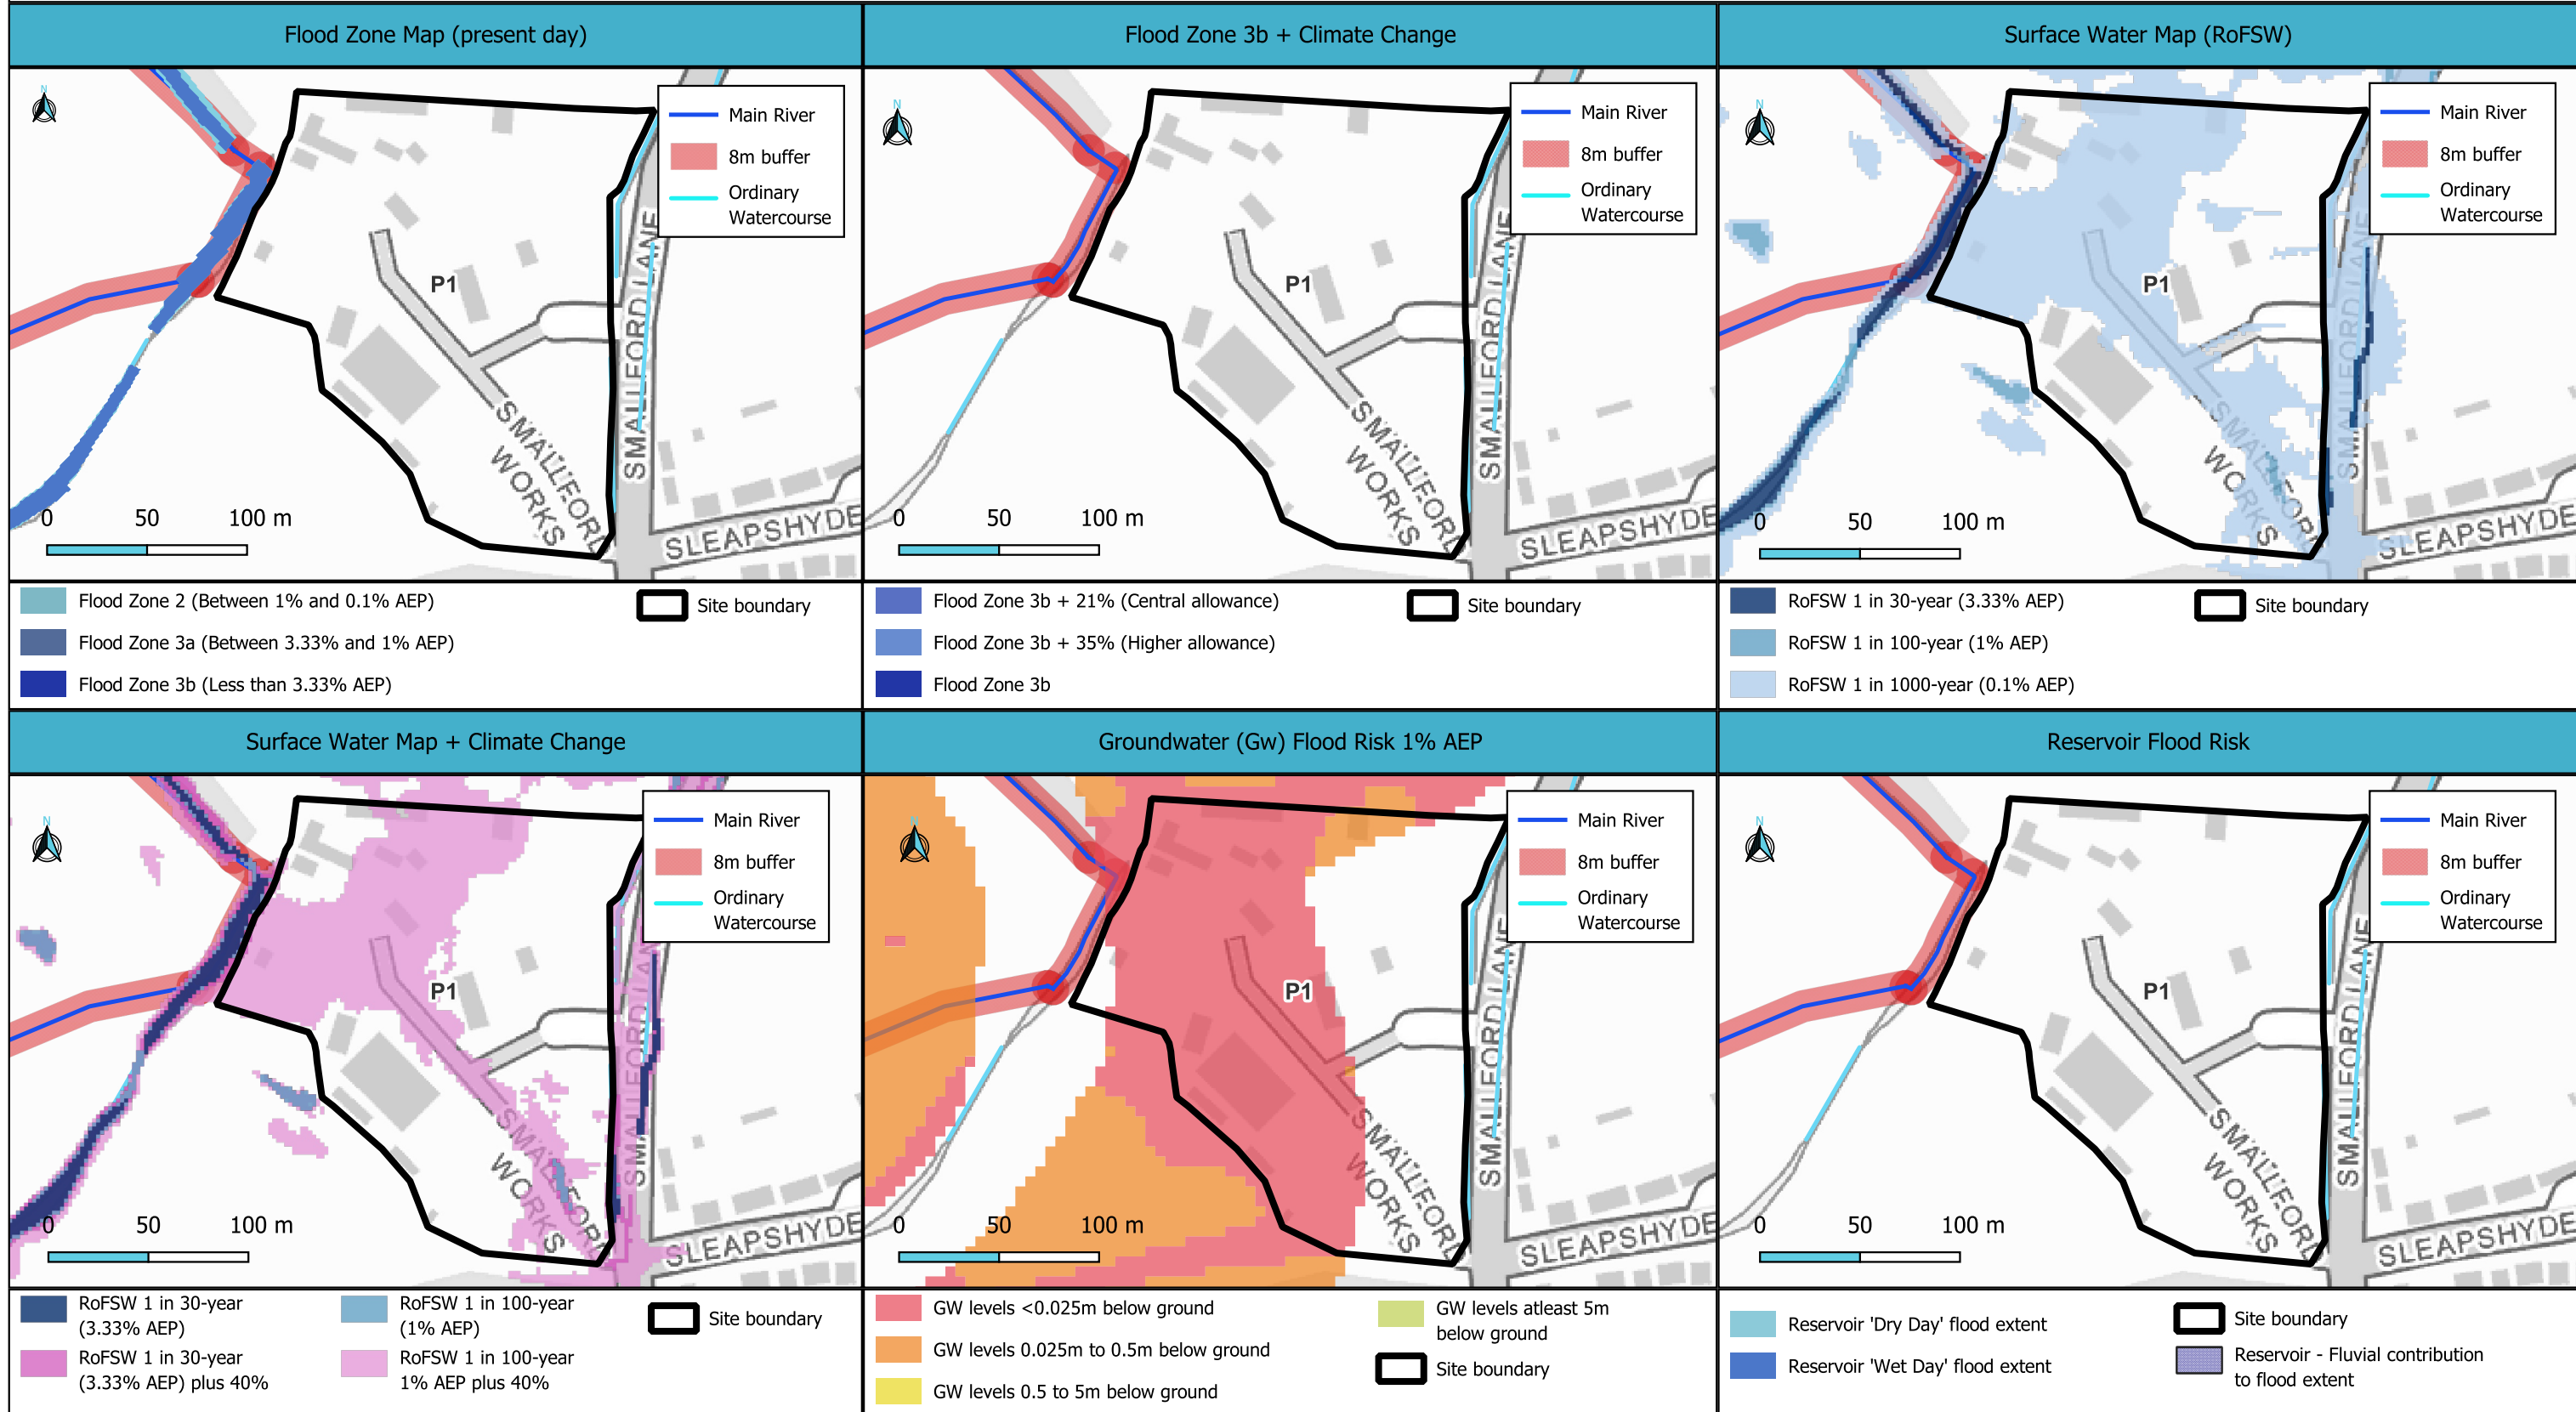 Flood Zone Map (present day)
Flood Zone 3b + Climate Change
Surface Water Map (RoFSW)
N
Main River
8m buffer
Ordinary
Watercourse
P1
SMALLFORD LANE
SMALLFORD
WORKS
SLEAPSHYDE
0 50 100 m
N
Main River
8m buffer
Ordinary
Watercourse
P1
SMALLFORD LANE
SMALLFORD
WORKS
SLEAPSHYDE
0 50 100 m
N
Main River
8m buffer
Ordinary
Watercourse
P1
SMALLFORD
WORKS
SLEAPSHYDE
0 50 100 m
Flood Zone 2 (Between 1% and 0.1% AEP)
Flood Zone 3a (Between 3.33% and 1% AEP)
Flood Zone 3b (Less than 3.33% AEP)
Site boundary
Flood Zone 3b + 21% (Central allowance)
Flood Zone 3b + 35% (Higher allowance)
Flood Zone 3b
Site boundary
RoFSW 1 in 30-year (3.33% AEP)
RoFSW 1 in 100-year (1% AEP)
RoFSW 1 in 1000-year (0.1% AEP)
Site boundary
Surface Water Map + Climate Change
Groundwater (Gw) Flood Risk 1% AEP
Reservoir Flood Risk
N
Main River
8m buffer
Ordinary
Watercourse
P1
SMALLFORD LANE
SMALLFORD
WORKS
SLEAPSHYDE
0 50 100 m
N
Main River
8m buffer
Ordinary
Watercourse
P1
SMALLFORD LANE
SMALLFORD
WORKS
SLEAPSHYDE
0 50 100 m
N
Main River
8m buffer
Ordinary
Watercourse
P1
SMALLFORD LANE
SMALLFORD
WORKS
SLEAPSHYDE
0 50 100 m
RoFSW 1 in 30-year
(3.33% AEP)
RoFSW 1 in 30-year
(3.33% AEP) plus 40%
RoFSW 1 in 100-year
(1% AEP)
RoFSW 1 in 100-year
1% AEP plus 40%
Site boundary
GW levels <0.025m below ground
GW levels 0.025m to 0.5m below ground
GW levels 0.5 to 5m below ground
GW levels atleast 5m
below ground
Site boundary
Reservoir 'Dry Day' flood extent
Reservoir 'Wet Day' flood extent
Site boundary
Reservoir - Fluvial contribution
to flood extent